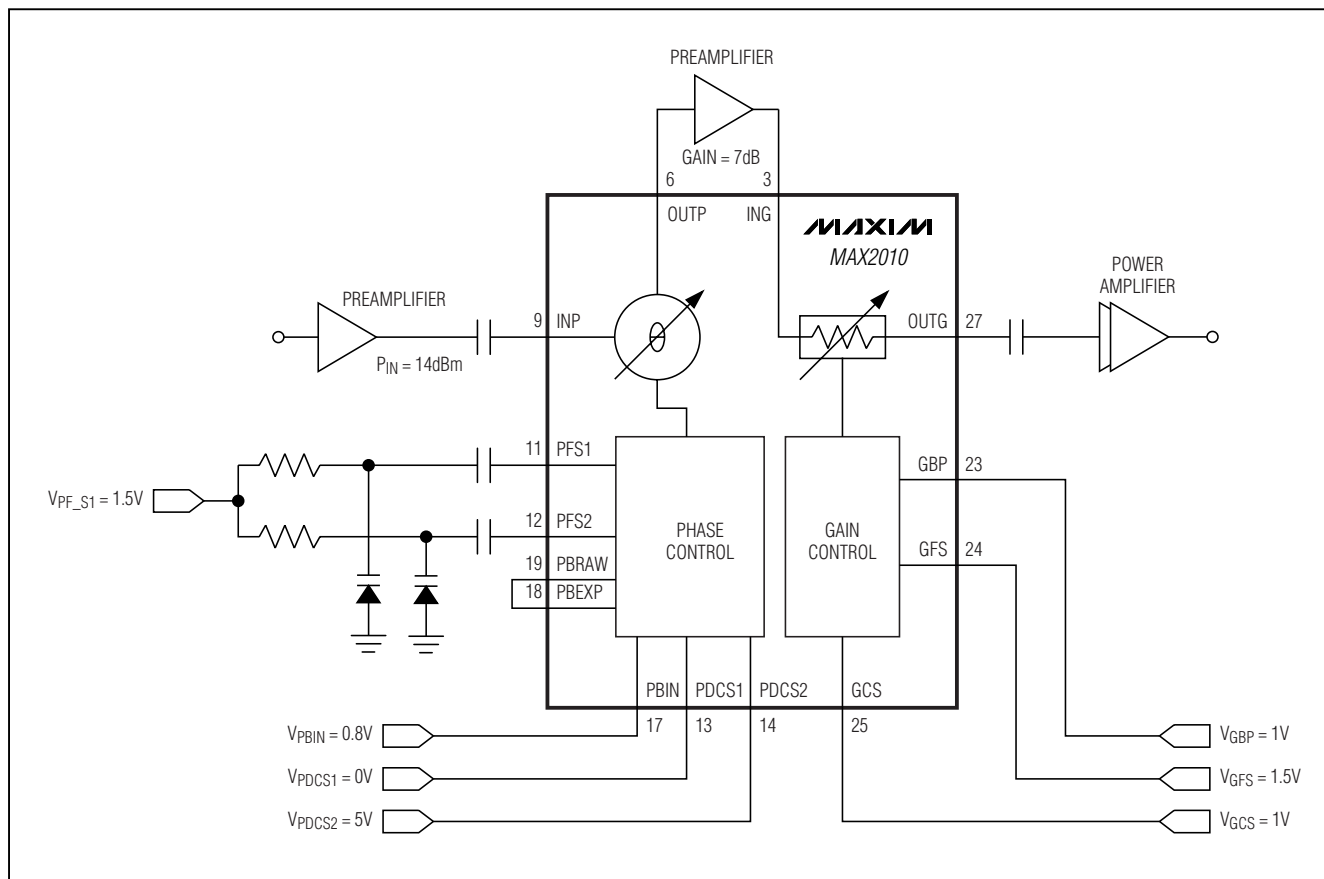 PREAMPLIFIER
GAIN = 7dB
6
3
OUTP
ING
MAXIM
MAX2010
PREAMPLIFIER
PIN = 14dBm
9
INP
OUTG
27
POWER
AMPLIFIER
11
PFS1
VPF_S1 = 1.5V
12
PFS2
19
PBRAW
18
PBEXP
PHASE
CONTROL
GAIN
CONTROL
GBP
23
GFS
24
PBIN
PDCS1
PDCS2
GCS
17
13
14
25
VPBIN = 0.8V
VPDCS1 = 0V
VPDCS2 = 5V
VGBP = 1V
VGFS = 1.5V
VGCS = 1V